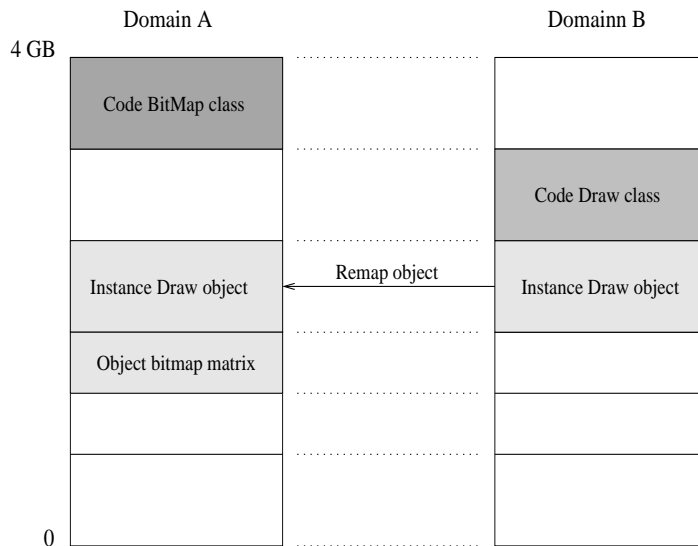 Domain A
Domainn B
4 GB
Code BitMap class
Code Draw class
Instance Draw object
Remap object
Instance Draw object
Object bitmap matrix
0